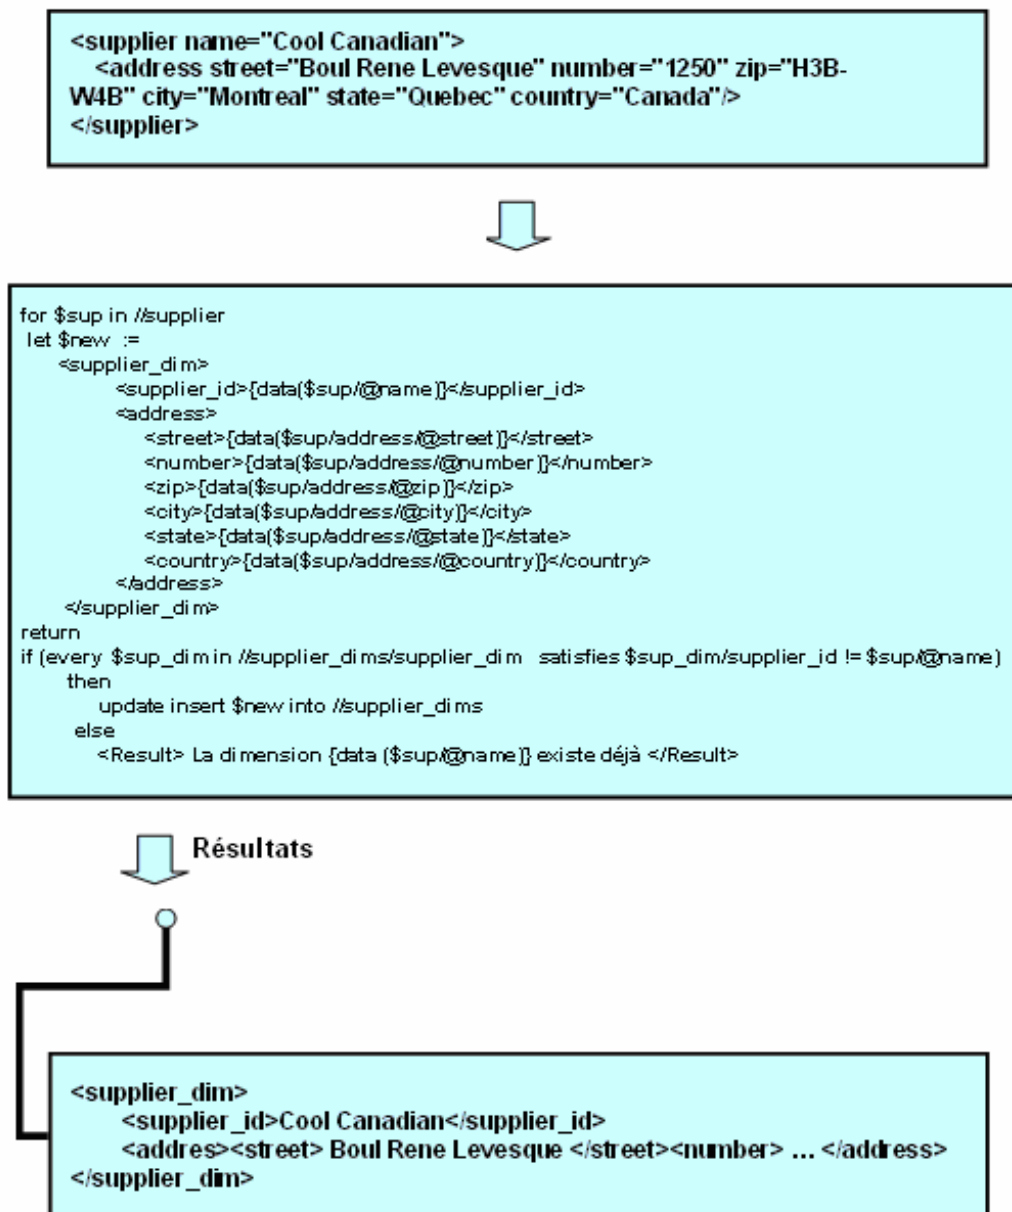 <supplier name="Cool Canadian">
<address street="Boul Rene Levesque" number="1250" zip="H3B-
W4B" city="Montreal" state="Quebec" country="Canada"/>
</supplier>
for $sup in //supplier
let $new :=
<supplier_dim>
<supplier_id>{data($sup/@name)}</supplier_id>
<address>
<street>{data($sup/address/@street)}</street>
<number>{data($sup/address/@number)}</number>
<zip>{data($sup/address/@zip)}</zip>
<city>{data($sup/address/@city)}</city>
<state>{data($sup/address/@state)}</state>
<country>{data($sup/address/@country)}</country>
</address>
</supplier_dim>
return
if (every $sup_dim in //supplier_dims/supplier_dim satisfies $sup_dim/supplier_id != $sup/@name)
then
update insert $new into //supplier_dims
else
<Result> La dimension {data ($sup/@name)} existe déjà </Result>
Résultats
<supplier_dim>
<supplier_id>Cool Canadian</supplier_id>
<addres><street> Boul Rene Levesque </street><number> ... </address>
</supplier_dim>